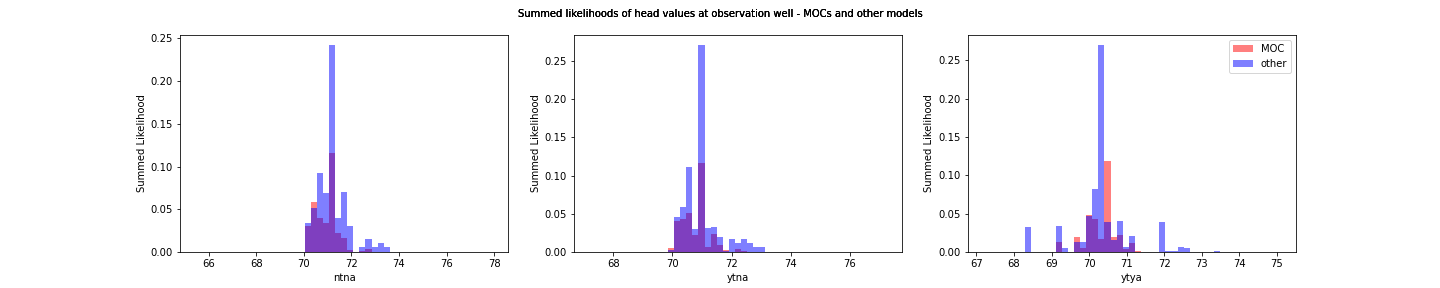 Summed likelihoods of head values at observation well - MOCs and other models
0.25
0.20
0.15
0.10
0.05
0.00
Summed Likelihood
66 68 70 72 74 76 78
ntna
0.25
0.20
0.15
0.10
0.05
0.00
Summed Likelihood
68 70 72 74 76
ytna
0.25
0.20
0.15
0.10
0.05
0.00
Summed Likelihood
67 68 69 70 71 72 73 74 75
ytya
MOC
other